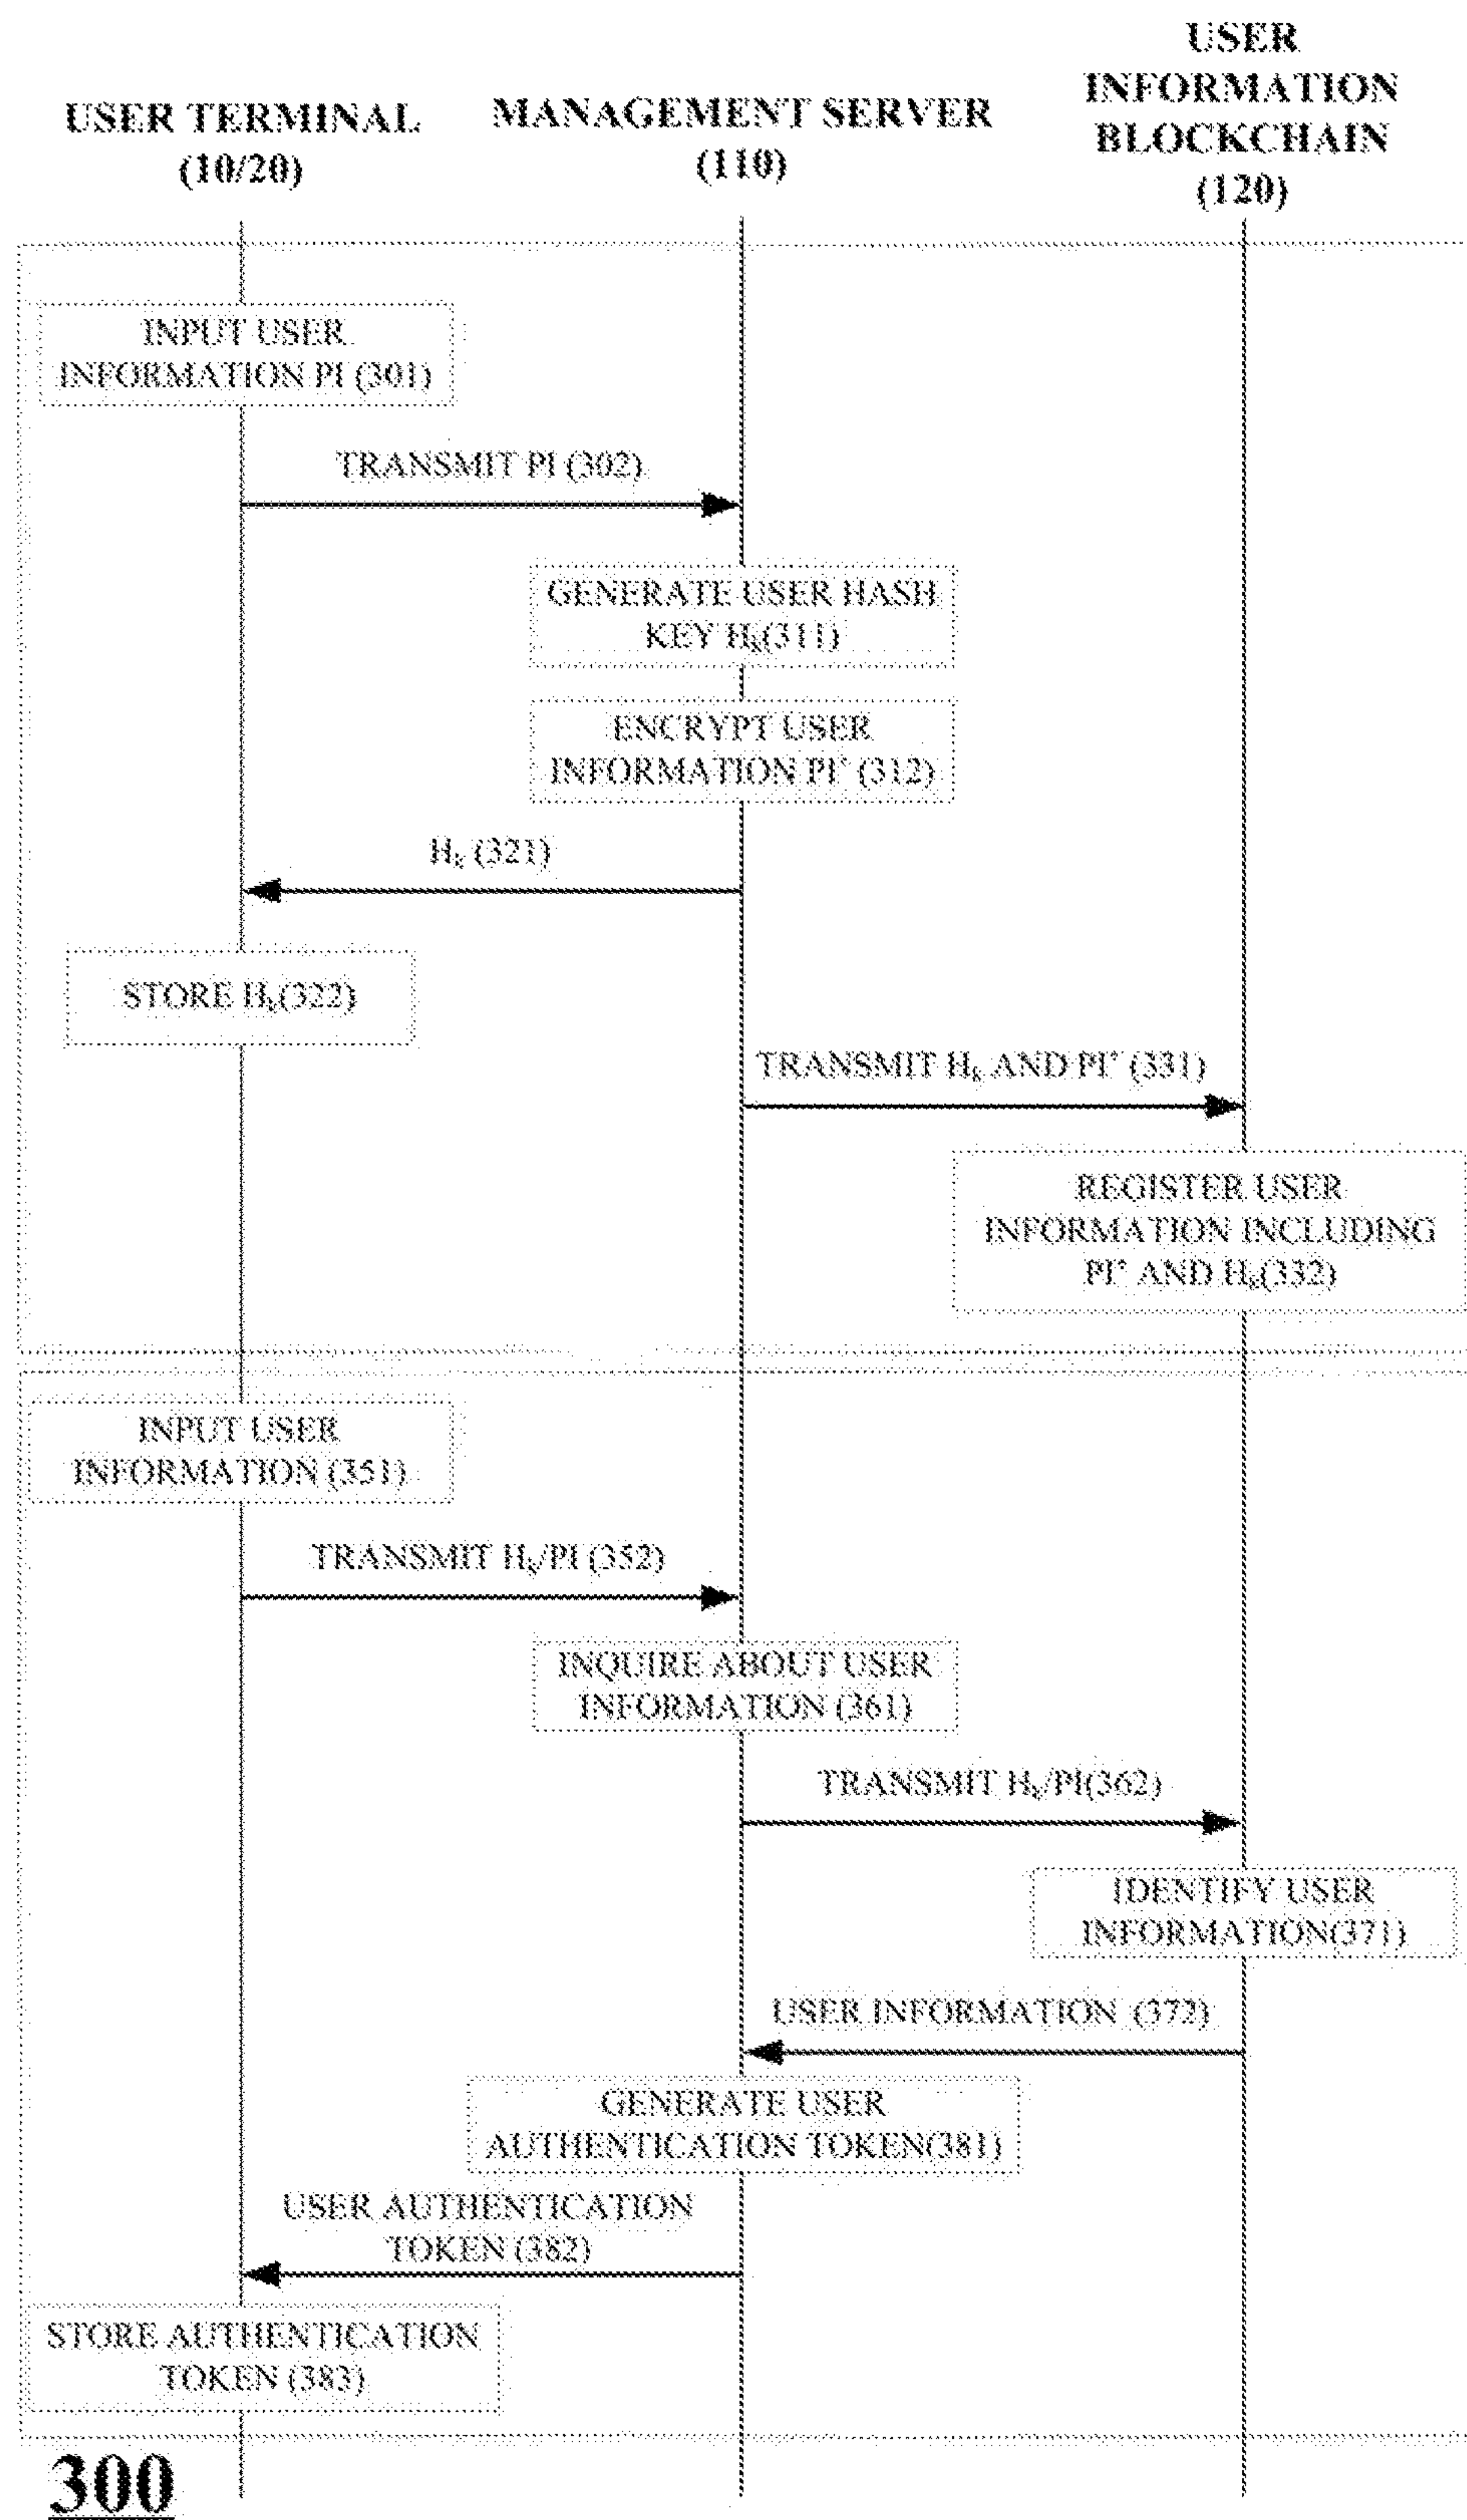 USER TERMINAL
(10/20)
MANAGEMENT SERVER
(110)
USER
INFORMATION
BLOCKCHAIN
(120)
INPUT USER
INFORMATION PI (301)
TRANSMIT PI (302)
GENERATE USER HASH
KEY Hk(311)
ENCRYPT USER
INFORMATION PI* (312)
Hk (321)
STORE Hk(322)
TRANSMIT Hk AND PI* (331)
REGISTER USER
INFORMATION INCLUDING
PI* AND Hk(332)
INPUT USER
INFORMATION (351)
TRANSMIT Hk/PI (352)
INQUIRE ABOUT USER
INFORMATION (361)
TRANSMIT Hk/PI(362)
IDENTIFY USER
INFORMATION(371)
USER INFORMATION (372)
GENERATE USER
AUTHENTICATION TOKEN(381)
USER AUTHENTICATION
TOKEN (382)
STORE AUTHENTICATION
TOKEN (383)
300